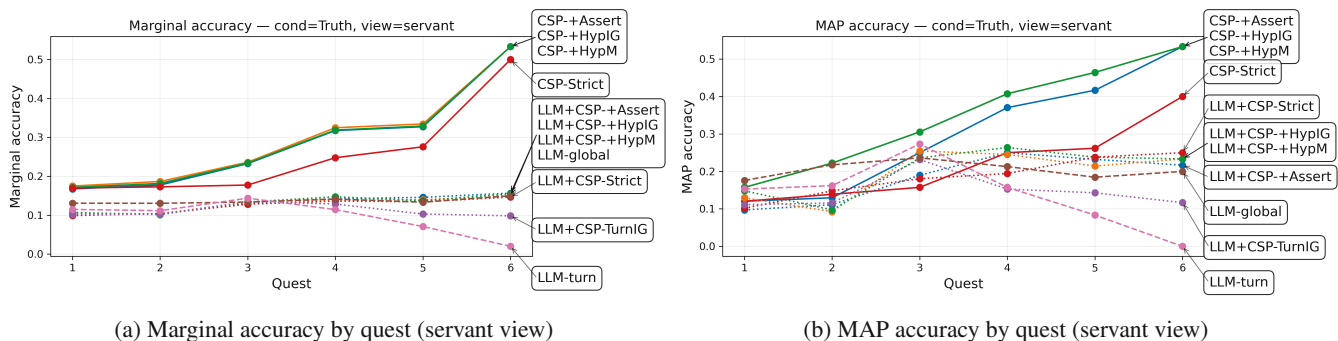 Marginal accuracy — cond=Truth, view=servant
Marginal accuracy
0.5
0.4
0.3
0.2
0.1
0.0
1 2 3 4 5 6
Quest
CSP-+Assert
CSP-+HypIG
CSP-+HypM
CSP-Strict
LLM+CSP-+Assert
LLM+CSP-+HypIG
LLM+CSP-+HypM
LLM-global
LLM+CSP-Strict
LLM+CSP-TurnIG
LLM-turn
(a) Marginal accuracy by quest (servant view)
MAP accuracy — cond=Truth, view=servant
MAP accuracy
0.5
0.4
0.3
0.2
0.1
0.0
1 2 3 4 5 6
Quest
CSP-+Assert
CSP-+HypIG
CSP-+HypM
CSP-Strict
LLM+CSP-Strict
LLM+CSP-+HypIG
LLM+CSP-+HypM
LLM+CSP-+Assert
LLM-global
LLM+CSP-TurnIG
LLM-turn
(b) MAP accuracy by quest (servant view)